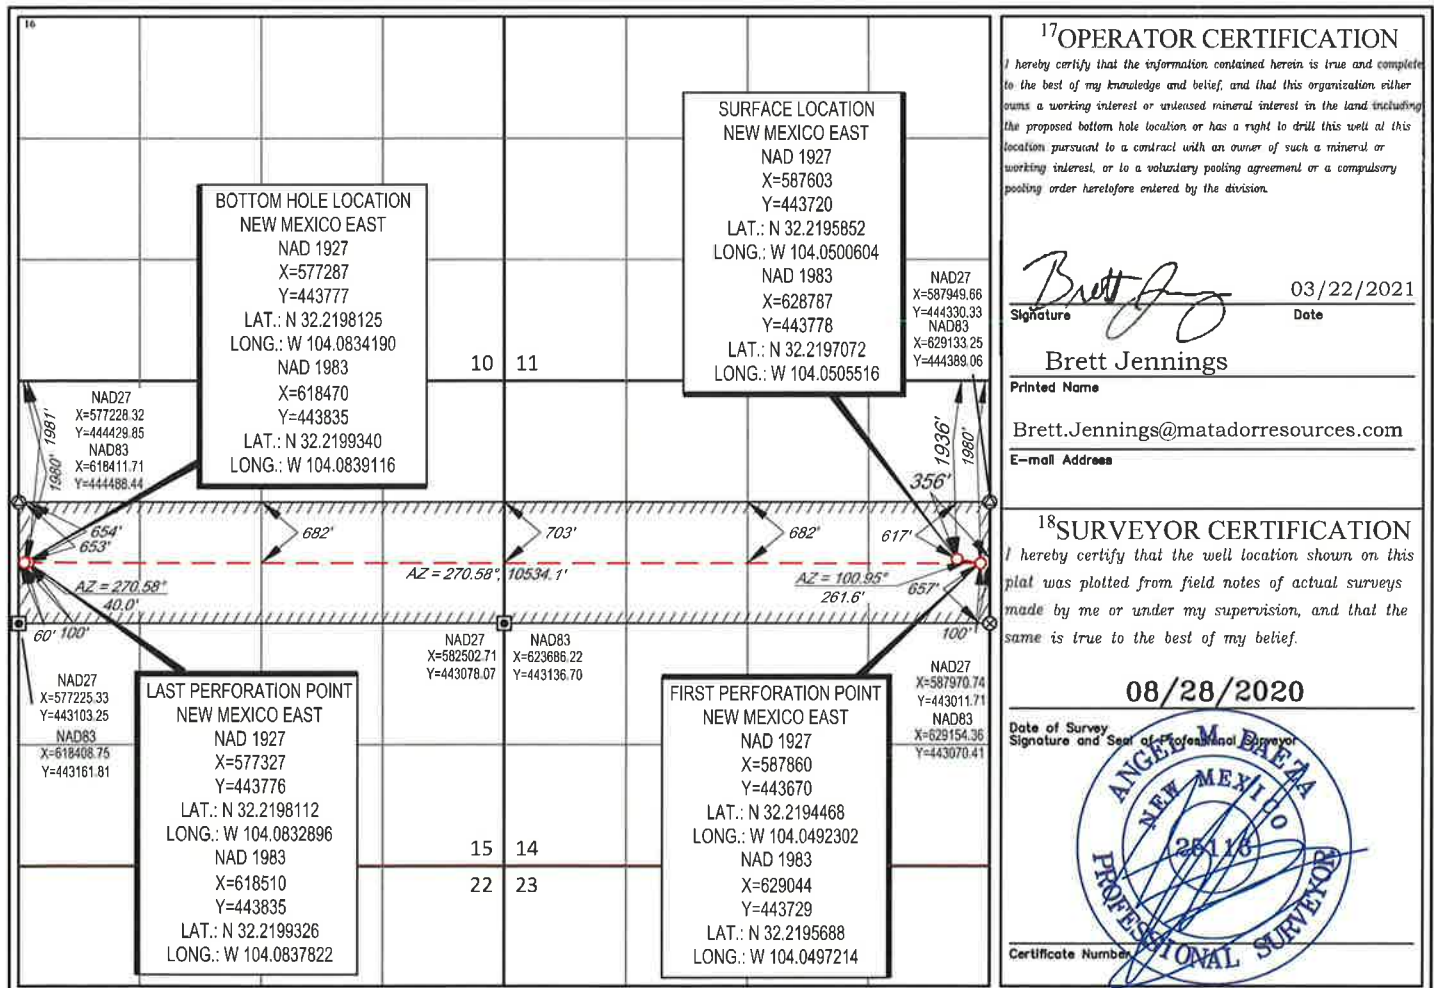 16
BOTTOM HOLE LOCATION
NEW MEXICO EAST
NAD 1927
X=577287
Y=443777
LAT.: N 32.2198125
LONG.: W 104.0834190
NAD 1983
X=618470
Y=443835
LAT.: N 32.2199340
LONG.: W 104.0839116
SURFACE LOCATION
NEW MEXICO EAST
NAD 1927
X=587603
Y=443720
LAT.: N 32.2195852
LONG.: W 104.0500604
NAD 1983
X=628787
Y=443778
LAT.: N 32.2197072
LONG.: W 104.0505516
NAD27
X=587949.66
Y=444330.33
NAD83
X=629133.25
Y=444389.06
10 11
NAD27
X=577228.32
Y=444429.85
NAD83
X=618411.71
Y=444488.44
1981'
1980'
1936'
1980'
356'
654'
653'
682'
703'
682'
617'
AZ = 270.58°
40.0'
AZ = 270.58°, 10534.1'
AZ = 100.95°
261.6'
657'
60' 100'
100'
NAD27
X=582502.71
Y=443078.07
NAD83
X=623686.22
Y=443136.70
NAD27
X=577225.33
Y=443103.25
NAD83
X=618408.75
Y=443161.81
NAD27
X=587970.74
Y=443011.71
NAD83
X=629154.36
Y=443070.41
LAST PERFORATION POINT
NEW MEXICO EAST
NAD 1927
X=577327
Y=443776
LAT.: N 32.2198112
LONG.: W 104.0832896
NAD 1983
X=618510
Y=443835
LAT.: N 32.2199326
LONG.: W 104.0837822
FIRST PERFORATION POINT
NEW MEXICO EAST
NAD 1927
X=587860
Y=443670
LAT.: N 32.2194468
LONG.: W 104.0492302
NAD 1983
X=629044
Y=443729
LAT.: N 32.2195688
LONG.: W 104.0497214
15 14
22 23
17 OPERATOR CERTIFICATION
I hereby certify that the information contained herein is true and complete
to the best of my knowledge and belief, and that this organization either
owns a working interest or unleased mineral interest in the land including
the proposed bottom hole location or has a right to drill this well at this
location pursuant to a contract with an owner of such a mineral or
working interest, or to a voluntary pooling agreement or a compulsory
pooling order heretofore entered by the division.
03/22/2021
Signature Date
Brett Jennings
Printed Name
Brett.Jennings@matadorresources.com
E-mail Address
18 SURVEYOR CERTIFICATION
I hereby certify that the well location shown on this
plat was plotted from field notes of actual surveys
made by me or under my supervision, and that the
same is true to the best of my belief.
08/28/2020
Date of Survey
Signature and Seal of Professional Surveyor
ANGEL M. BAEZA
NEW MEXICO
25116
PROFESSIONAL SURVEYOR
Certificate Number